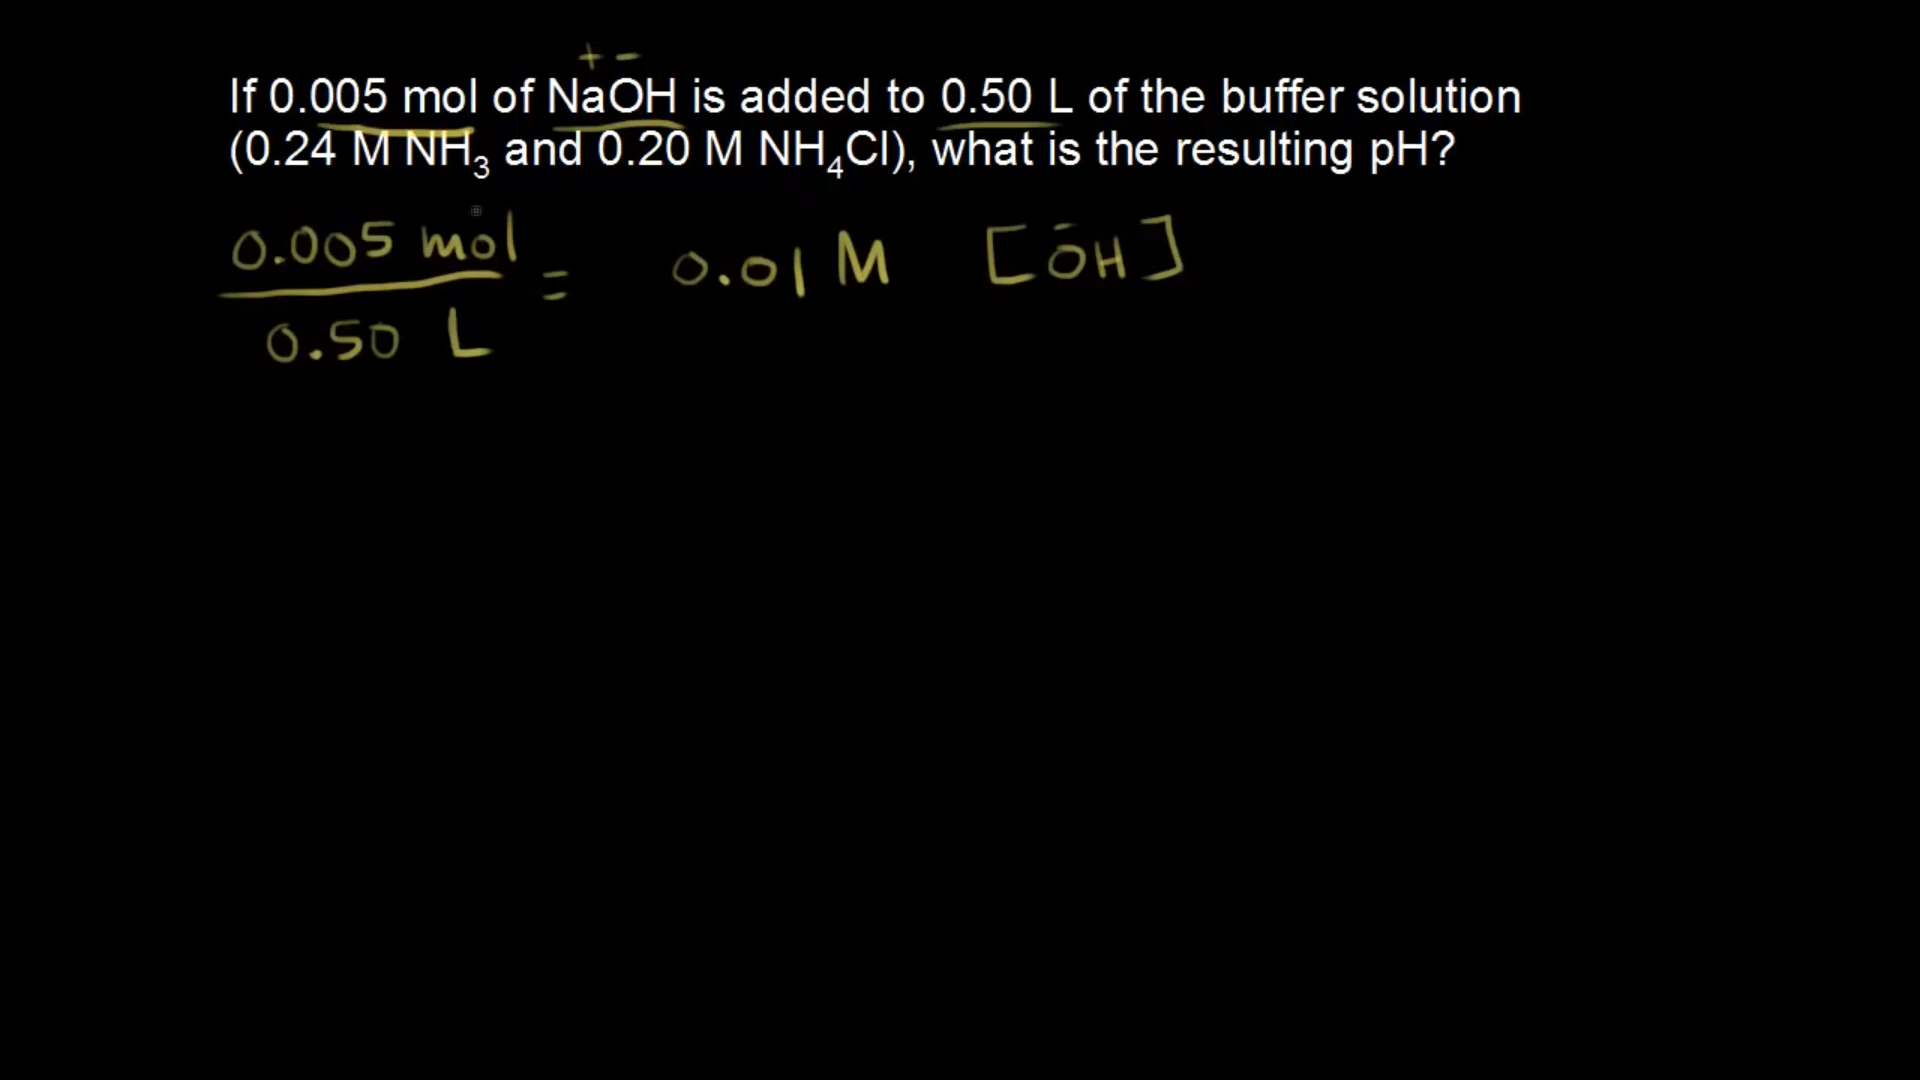 + -
If 0.005 mol of NaOH is added to 0.50 L of the buffer solution
(0.24 M NH₃ and 0.20 M NH₄Cl), what is the resulting pH?
0.005 mol
= 0.01 M [OH⁻]
0.50 L